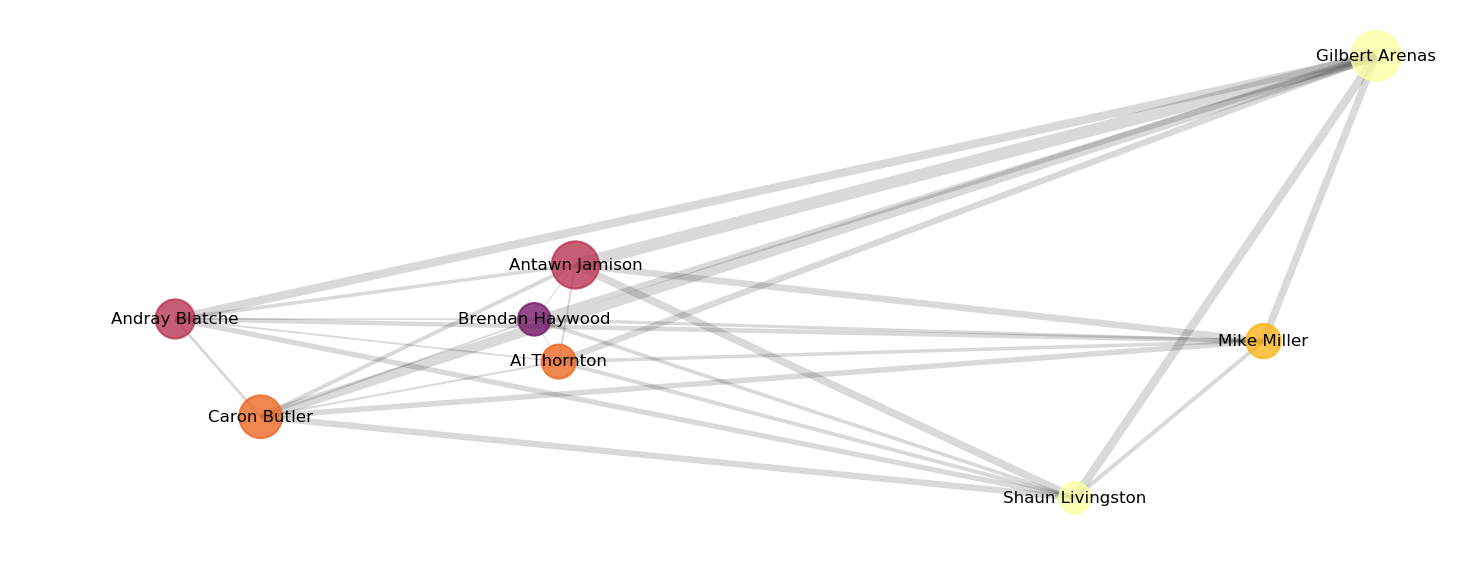 Gilbert Arenas
Antawn Jamison
Andray Blatche
Brendan Haywood
Mike Miller
Al Thornton
Caron Butler
Shaun Livingston